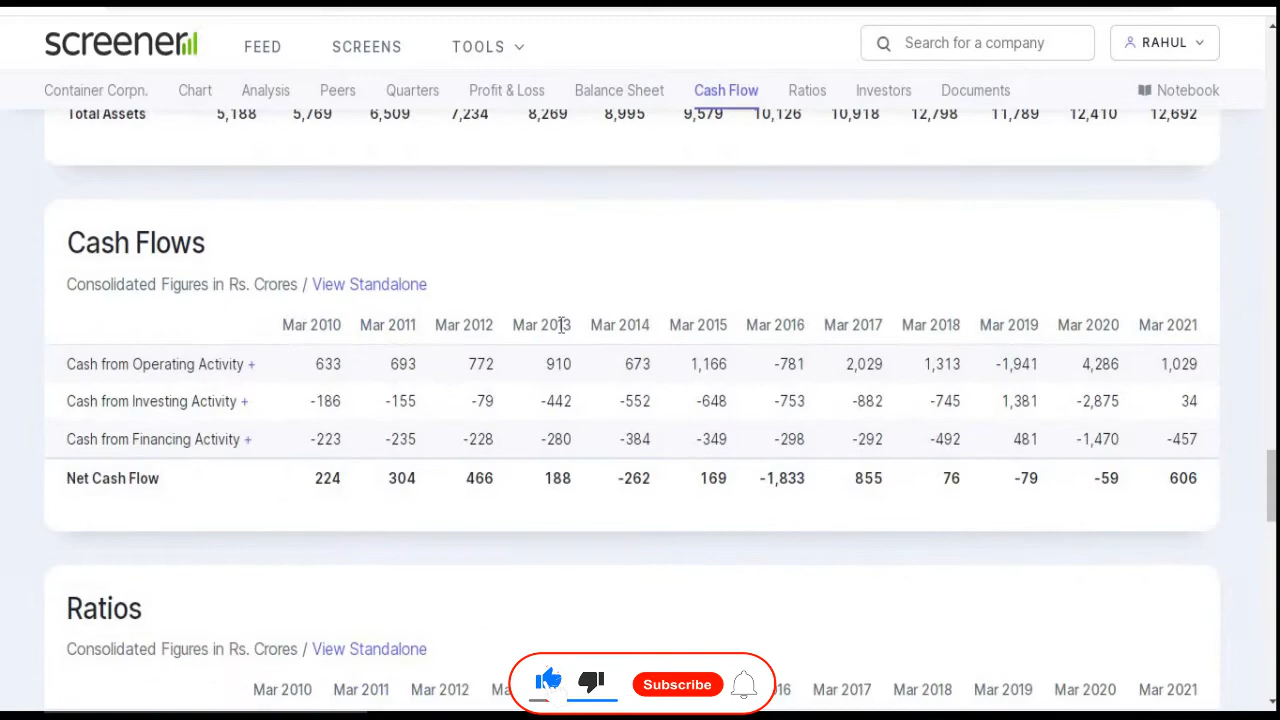 screener FEED SCREENS TOOLS Search for a company RAHUL
Container Corpn. Chart Analysis Peers Quarters Profit & Loss Balance Sheet Cash Flow Ratios Investors Documents Notebook
Total Assets 5,188 5,769 6,509 7,234 8,269 8,995 9,579 10,126 10,918 12,798 11,789 12,410 12,692
Cash Flows
Consolidated Figures in Rs. Crores / View Standalone
Mar 2010 Mar 2011 Mar 2012 Mar 2013 Mar 2014 Mar 2015 Mar 2016 Mar 2017 Mar 2018 Mar 2019 Mar 2020 Mar 2021
Cash from Operating Activity + 633 693 772 910 673 1,166 -781 2,029 1,313 -1,941 4,286 1,029
Cash from Investing Activity + -186 -155 -79 -442 -552 -648 -753 -882 -745 1,381 -2,875 34
Cash from Financing Activity + -223 -235 -228 -280 -384 -349 -298 -292 -492 481 -1,470 -457
Net Cash Flow 224 304 466 188 -262 169 -1,833 855 76 -79 -59 606
Ratios
Consolidated Figures in Rs. Crores / View Standalone
Subscribe
Mar 2010 Mar 2011 Mar 2012 Mar 2017 Mar 2018 Mar 2019 Mar 2020 Mar 2021